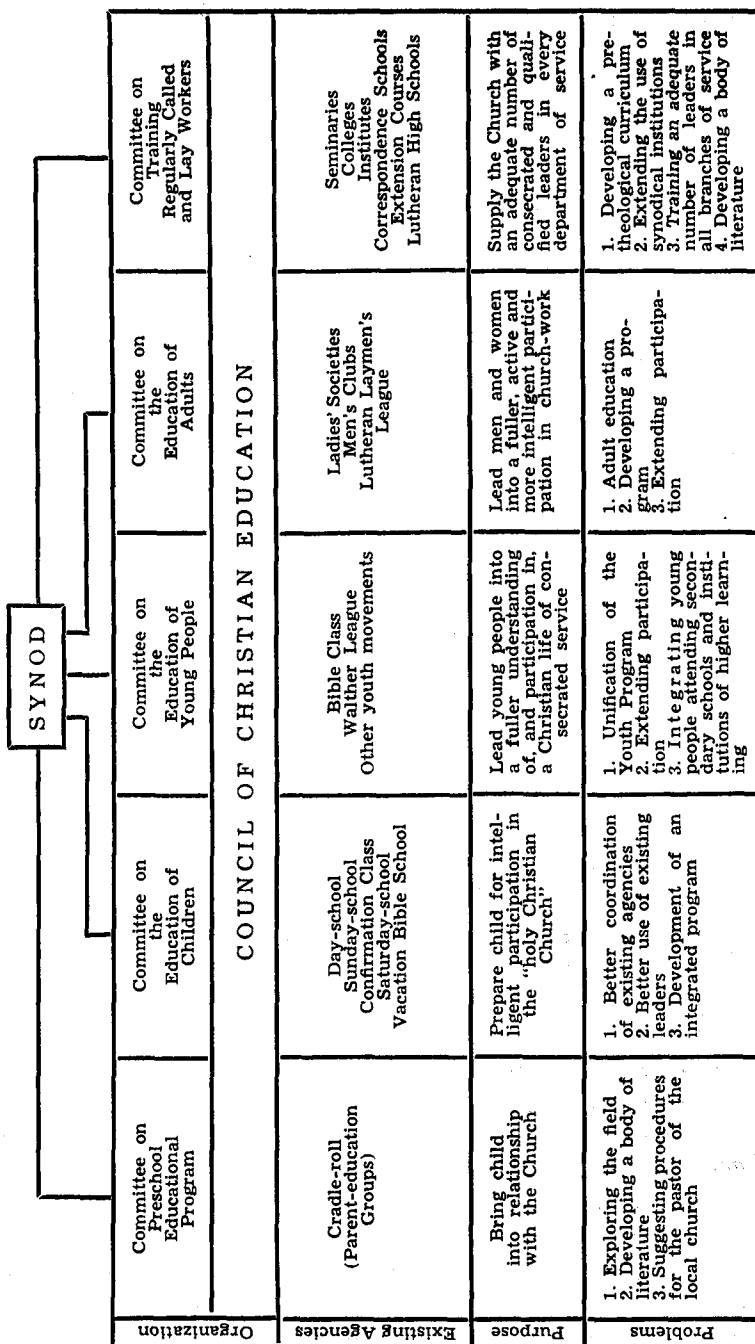 SYNOD
Organization
Committee on
Preschool
Educational
Program
Committee on
the
Education of
Children
Committee on
the
Education of
Young People
Committee on
the
Education of
Adults
Committee on
Training
Regularly Called
and Lay Workers
COUNCIL OF CHRISTIAN EDUCATION
Existing Agencies
Cradle-roll
(Parent-education
Groups)
Day-school
Sunday-school
Confirmation Class
Saturday-school
Vacation Bible School
Bible Class
Walther League
Other youth movements
Ladies' Societies
Men's Clubs
Lutheran Laymen's
League
Seminaries
Colleges
Institutes
Correspondence Schools
Extension Courses
Lutheran High Schools
Purpose
Bring child
into relationship
with the Church
Prepare child for intel-
ligent participation in
the "holy Christian
Church"
Lead young people into
a fuller understanding
of, and participation in,
a Christian life of con-
secrated service
Lead men and women
into a fuller, active and
more intelligent partici-
pation in church-work
Supply the Church with
an adequate number of
consecrated and quali-
fied leaders in every
department of service
Problems
1. Exploring the field
2. Developing a body of
literature
3. Suggesting procedures
for the pastor of the
local church
1. Better coordination
of existing agencies
2. Better use of existing
leaders
3. Development of an
integrated program
1. Unification of the
Youth Program
2. Extending participa-
tion
3. Integrating young
people attending secon-
dary schools and insti-
tutions of higher learn-
ing
1. Adult education
2. Developing a pro-
gram
3. Extending participa-
tion
1. Developing a pre-
theological curriculum
2. Extending the use of
synodical institutions
3. Training an adequate
number of leaders in
all branches of service
4. Developing a body of
literature